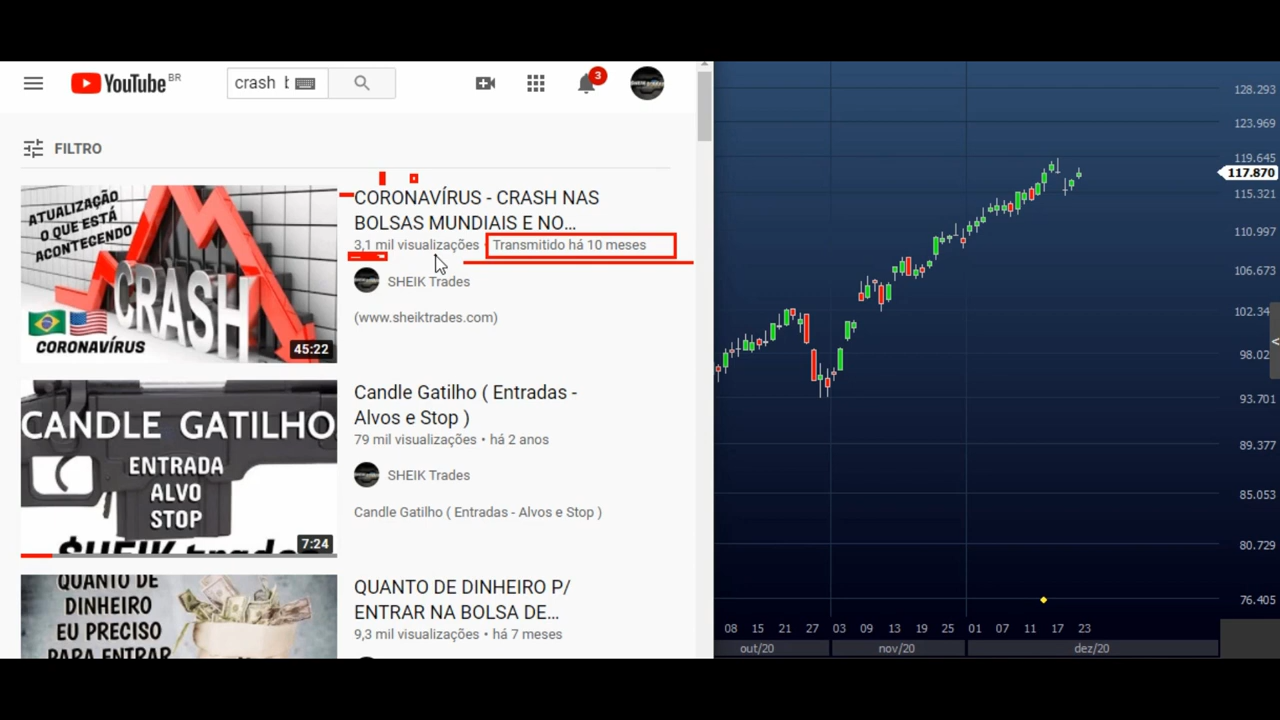 YouTube BR
crash b
3
FILTRO
ATUALIZAÇÃO
O QUE ESTÁ
ACONTECENDO
CRASH
CORONAVÍRUS
45:22
CORONAVÍRUS - CRASH NAS
BOLSAS MUNDIAIS E NO...
3,1 mil visualizações • Transmitido há 10 meses
SHEIK Trades
(www.sheiktrades.com)
CANDLE GATILHO
ENTRADA
ALVO
STOP
$HEIK trade
7:24
Candle Gatilho ( Entradas -
Alvos e Stop )
79 mil visualizações • há 2 anos
SHEIK Trades
Candle Gatilho ( Entradas - Alvos e Stop )
QUANTO DE
DINHEIRO
EU PRECISO
PARA ENTRAR
QUANTO DE DINHEIRO P/
ENTRAR NA BOLSA DE...
9,3 mil visualizações • há 7 meses
128.293
123.969
119.645
117.870
115.321
110.997
106.673
102.34
98.02
<
93.701
89.377
85.053
80.729
76.405
08 15 21 27 03 09 13 19 25 01 07 11 17 23
out/20 nov/20 dez/20